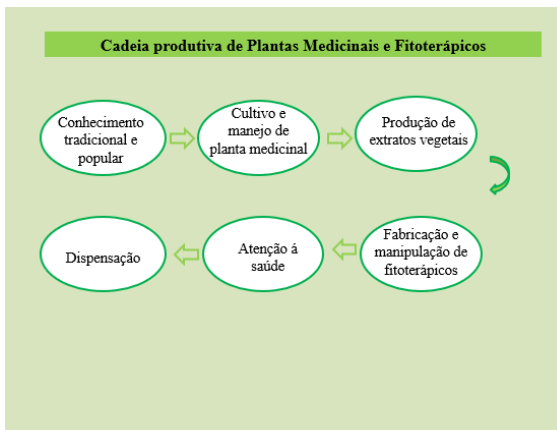 Cadeia produtiva de Plantas Medicinais e Fitoterápicos
Conhecimento
tradicional e
popular
Cultivo e
manejo de
planta medicinal
Produção de
extratos vegetais
Fabricação e
manipulação de
fitoterápicos
Atenção á
saúde
Dispensação